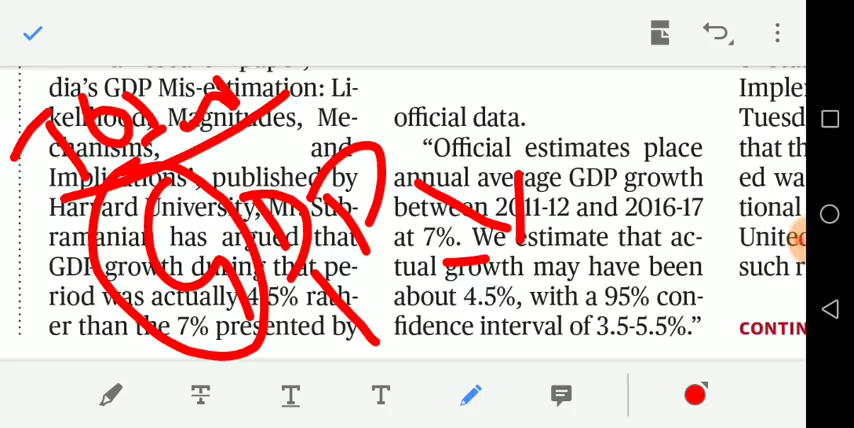 dia's GDP Mis-estimation: Li-
kelihood, Magnitudes, Me-
chanisms, and
Implications', published by
Harvard University, Mr. Sub-
ramanian has argued that
GDP growth during that pe-
riod was actually 4.5% rath-
er than the 7% presented by
official data.
"Official estimates place
annual average GDP growth
between 2011-12 and 2016-17
at 7%. We estimate that ac-
tual growth may have been
about 4.5%, with a 95% con-
fidence interval of 3.5-5.5%."
Imple
Tuesd
that th
ed wa
tional
Unite
such r
CONTIN
GDP
T
T
T